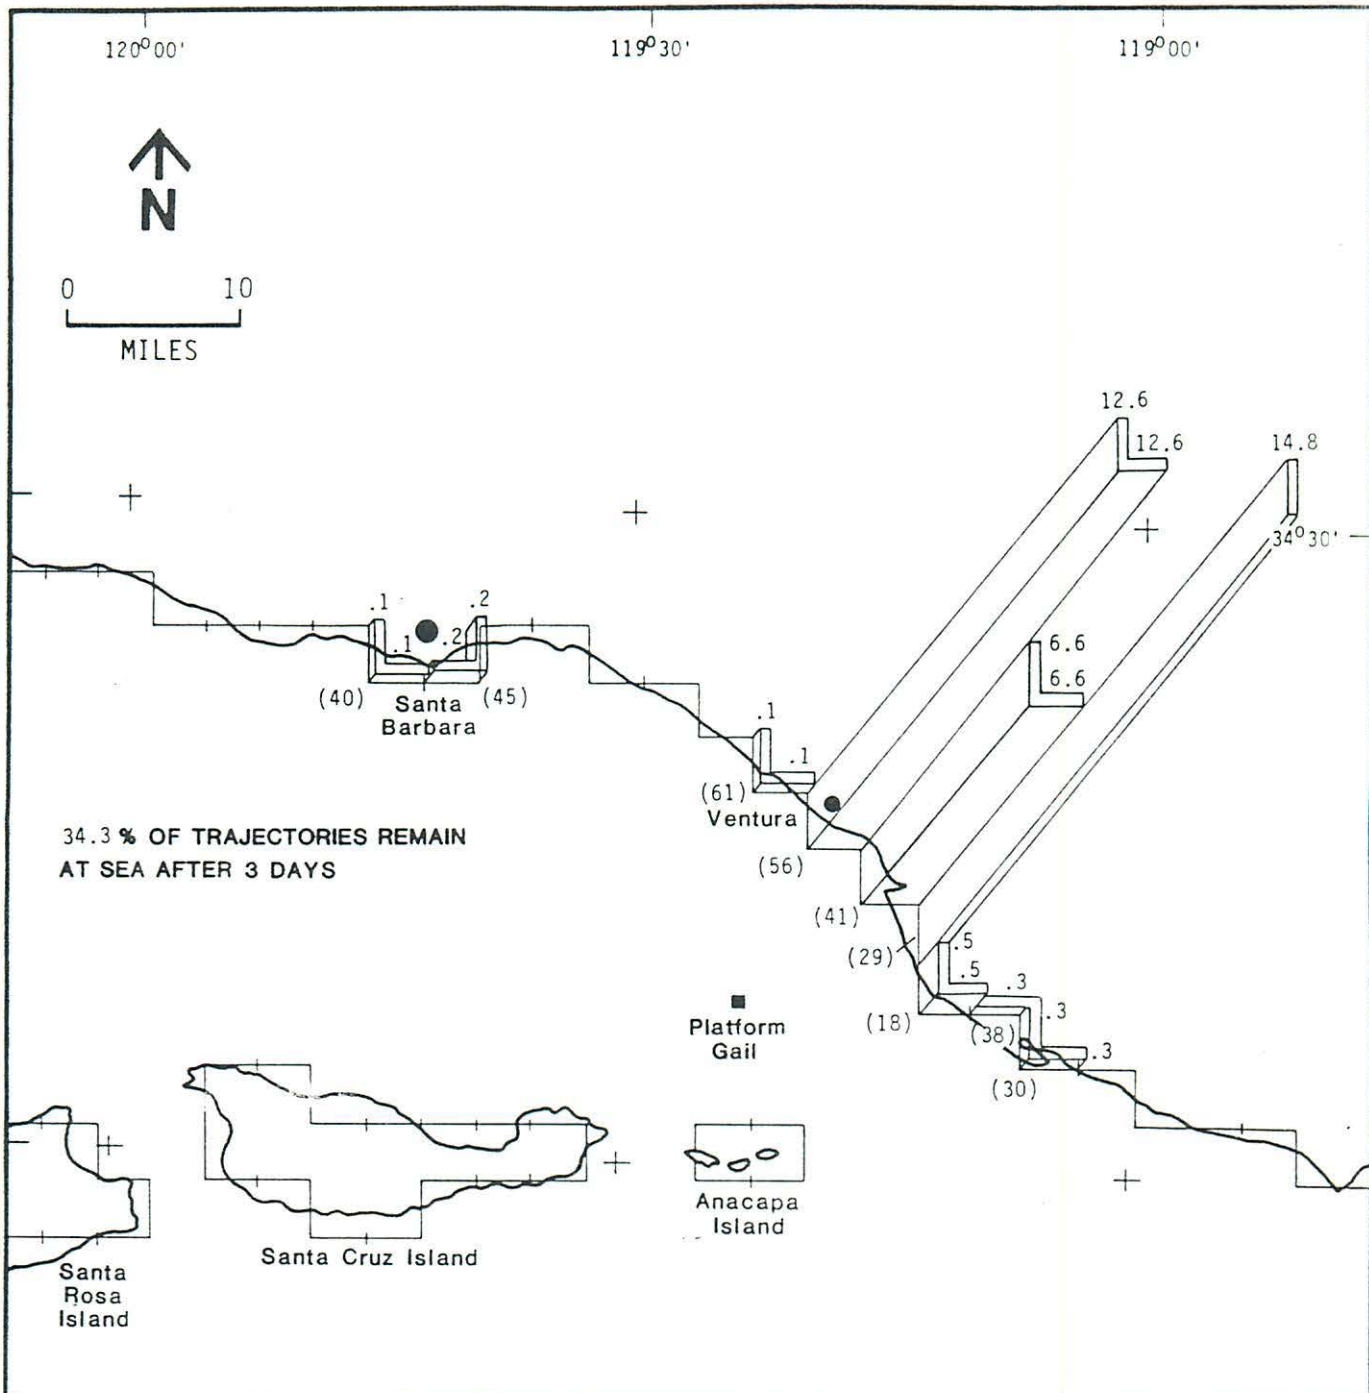 120°00'
119°30'
119°00'
N
0 10
MILES
12.6
12.6
14.8
34°30'
.1
.2
.1
.2
6.6
6.6
(40)
(45)
Santa
Barbara
.1
.1
(61)
Ventura
34.3 % OF TRAJECTORIES REMAIN
AT SEA AFTER 3 DAYS
(56)
(41)
(29)
.5
.5
.3
.3
(18)
(38)
.3
(30)
Platform
Gail
Anacapa
Island
Santa Cruz Island
Santa
Rosa
Island